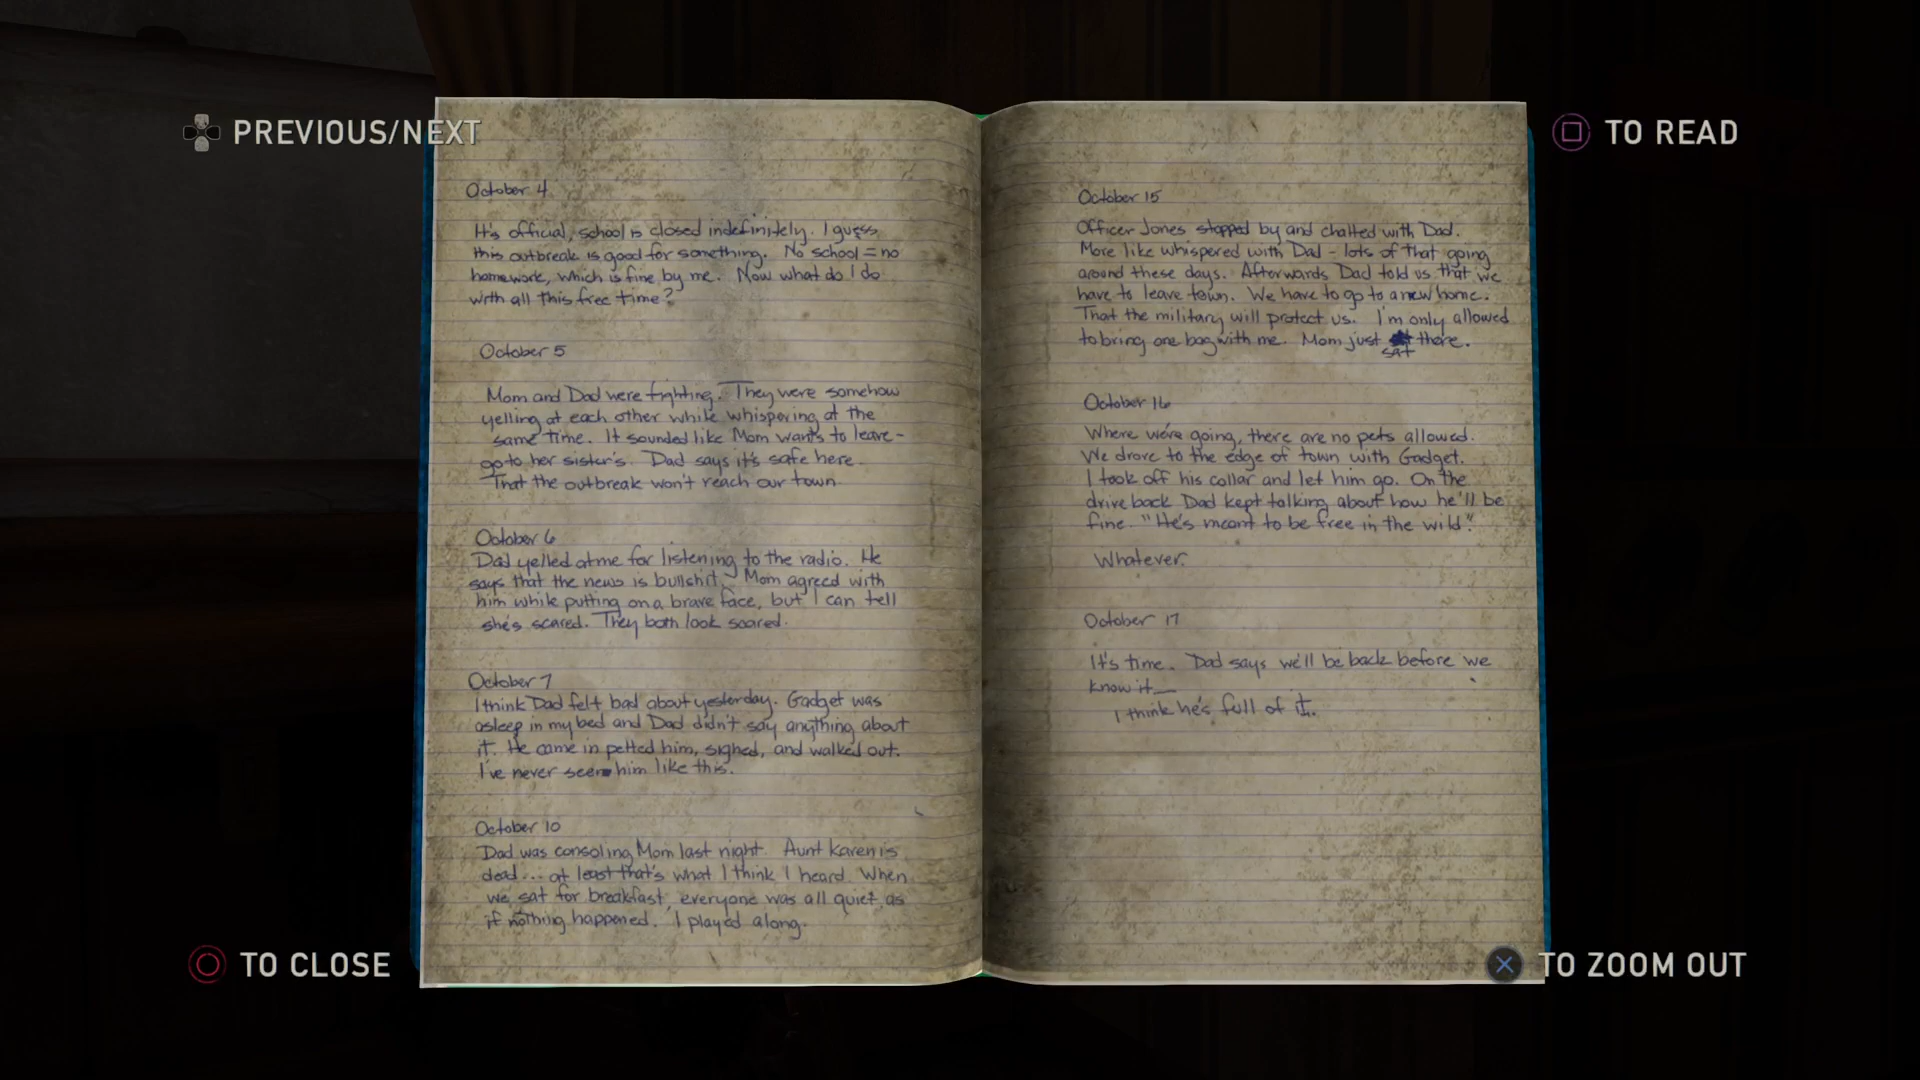 PREVIOUS/NEXT
TO READ
October 4
It's official, school is closed indefinitely. I guess
this outbreak is good for something. No school = no
homework, which is fine by me. Now what do I do
with all this free time?
October 5
Mom and Dad were fighting. They were somehow
yelling at each other while whispering at the
same time. It sounded like Mom wants to leave -
go to her sister's. Dad says it's safe here.
That the outbreak won't reach our town.
October 6
Dad yelled at me for listening to the radio. He
says that the news is bullshit. Mom agreed with
him while putting on a brave face, but I can tell
she's scared. They both look scared.
October 7
I think Dad felt bad about yesterday. Gadget was
asleep in my bed and Dad didn't say anything about
it. He came in petted him, sighed, and walked out.
I've never seen him like this.
October 10
Dad was consoling Mom last night. Aunt Karen is
dead... at least that's what I think I heard. When
we sat for breakfast, everyone was all quiet, as
if nothing happened. I played along.
October 15
Officer Jones stopped by and chatted with Dad.
More like whispered with Dad - lots of that going
around these days. Afterwards Dad told us that we
have to leave town. We have to go to a new home.
That the military will protect us. I'm only allowed
to bring one bag with me. Mom just sat there.
October 16
Where we're going, there are no pets allowed.
We drove to the edge of town with Gadget.
I took off his collar and let him go. On the
drive back Dad kept talking about how he'll be
fine. "He's meant to be free in the wild."
Whatever.
October 17
It's time. Dad says we'll be back before we
know it—
I think he's full of it.
TO CLOSE
TO ZOOM OUT